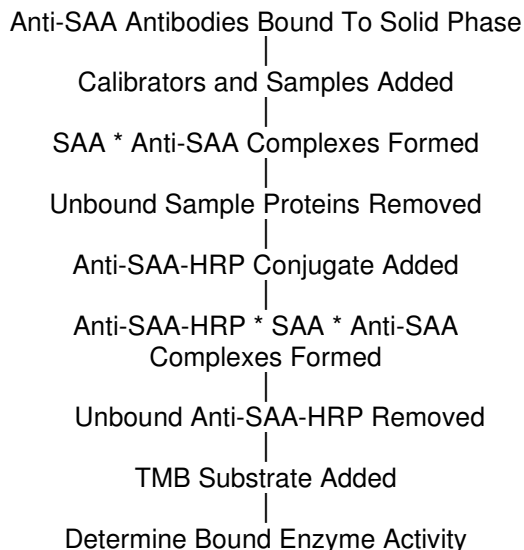 Anti-SAA Antibodies Bound To Solid Phase
Calibrators and Samples Added
SAA * Anti-SAA Complexes Formed
Unbound Sample Proteins Removed
Anti-SAA-HRP Conjugate Added
Anti-SAA-HRP * SAA * Anti-SAA
Complexes Formed
Unbound Anti-SAA-HRP Removed
TMB Substrate Added
Determine Bound Enzyme Activity